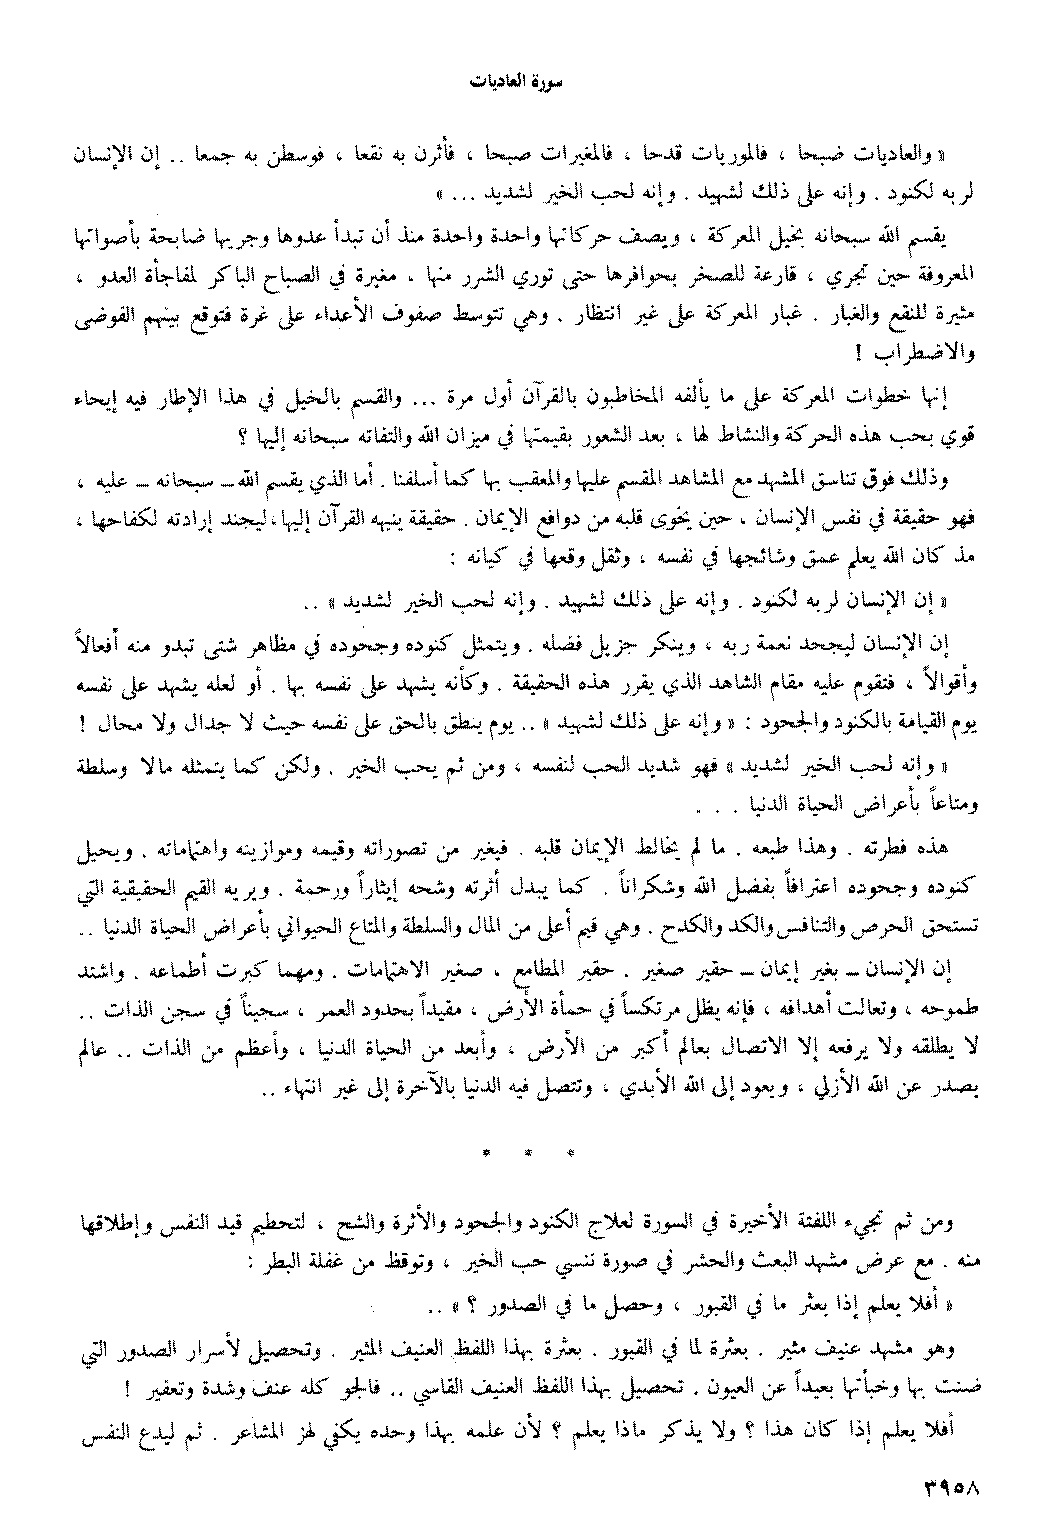 سورة العاديات
« والعاديات ضبحا ، فالموريات قدحا ، فالمغيرات صبحا ، فأثرن به نقعا ، فوسطن به جمعا .. إن الإنسان
لربه لكنود . وإنه على ذلك لشهيد . وإنه لحب الخير لشديد ... »
يقسم الله سبحانه بخيل المعركة ، ويصف حركاتها واحدة واحدة منذ أن تبدأ عدوها وجريها ضابحة بأصواتها
المعروفة حين تجري ، قارعة للصخر بحوافرها حتى توري الشرر منها ، مغيرة في الصباح الباكر لمفاجأة العدو ،
مثيرة للنقع والغبار . غبار المعركة على غير انتظار . وهي تتوسط صفوف الأعداء على غرة فتوقع بينهم الفوضى
والاضطراب !
إنها خطوات المعركة على ما يألفه المخاطبون بالقرآن أول مرة ... والقسم بالخيل في هذا الإطار فيه إيحاء
قوي بحب هذه الحركة والنشاط لها ، بعد الشعور بقيمتها في ميزان الله والتفاته سبحانه إليها ؟
وذلك فوق تناسق المشهد مع المشاهد المقسم عليها والمعقب بها كما أسلفنا . أما الذي يقسم الله – سبحانه – عليه ،
فهو حقيقة في نفس الإنسان ، حين يخوى قلبه من دوافع الإيمان . حقيقة ينبهه القرآن إليها ، ليجند إرادته لكفاحها ،
مذ كان الله يعلم عمق وشائجها في نفسه ، وثقل وقعها في كيانه :
« إن الإنسان لربه لكنود . وإنه على ذلك لشهيد . وإنه لحب الخير لشديد » ..
إن الإنسان ليجحد نعمة ربه ، وينكر جزيل فضله . ويتمثل كنوده وجحوده في مظاهر شتى تبدو منه أفعالاً
وأقوالاً ، فتقوم عليه مقام الشاهد الذي يقرر هذه الحقيقة . وكأنه يشهد على نفسه بها . أو لعله يشهد على نفسه
يوم القيامة بالكنود والجحود : « وإنه على ذلك لشهيد » .. يوم ينطق بالحق على نفسه حيث لا جدال ولا محال !
« وإنه لحب الخير لشديد » فهو شديد الحب لنفسه ، ومن ثم يحب الخير . ولكن كما يتمثله مالا وسلطة
ومتاعاً بأعراض الحياة الدنيا . . .
هذه فطرته . وهذا طبعه . ما لم يخالط الإيمان قلبه . فيغير من تصوراته وقيمه وموازينه واهتماماته . ويحيل
كنوده وجحوده اعترافاً بفضل الله وشكراناً . كما يبدل أثرته وشحه إيثاراً ورحمة . ويريه القيم الحقيقية التي
تستحق الحرص والتنافس والكد والكدح . وهي قيم أعلى من المال والسلطة والمتاع الحيواني بأعراض الحياة الدنيا ..
إن الإنسان – بغير إيمان – حقير صغير . حقير المطامع ، صغير الاهتمامات . ومهما كبرت أطماعه . واشتد
طموحه ، وتعالت أهدافه ، فإنه يظل مرتكساً في حمأة الأرض ، مقيداً بحدود العمر ، سجيناً في سجن الذات ..
لا يطلقه ولا يرفعه إلا الاتصال بعالم أكبر من الأرض ، وأبعد من الحياة الدنيا ، وأعظم من الذات .. عالم
يصدر عن الله الأزلي ، ويعود إلى الله الأبدي ، وتتصل فيه الدنيا بالآخرة إلى غير انتهاء ..
* * *
ومن ثم تجيء اللفتة الأخيرة في السورة لعلاج الكنود والجحود والأثرة والشح ، لتحطيم قيد النفس وإطلاقها
منه . مع عرض مشهد البعث والحشر في صورة تنسي حب الخير ، وتوقظ من غفلة البطر :
« أفلا يعلم إذا بعثر ما في القبور ، وحصل ما في الصدور ؟ » ..
وهو مشهد عنيف مثير . بعثرة لما في القبور . بعثرة بهذا اللفظ العنيف المثير . وتحصيل لأسرار الصدور التي
ضنت بها وخبأتها بعيداً عن العيون . تحصيل بهذا اللفظ العنيف القاسي .. فالجو كله عنف وشدة وتعفير !
أفلا يعلم إذا كان هذا ؟ ولا يذكر ماذا يعلم ؟ لأن علمه بهذا وحده يكفي لهز المشاعر . ثم ليدع النفس
٣٩٥٨